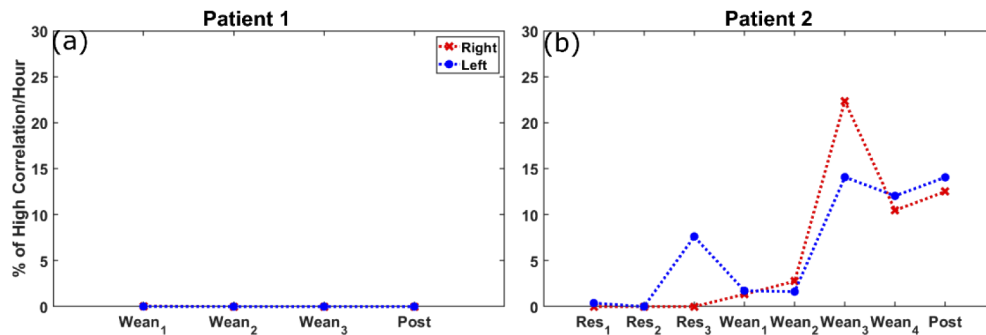 Patient 1
Patient 2
(a)
(b)
% of High Correlation/Hour
30
25
20
15
10
5
0
Right
Left
Wean1 Wean2 Wean3 Post
30
25
20
15
10
5
0
Res1 Res2 Res3 Wean1 Wean2 Wean3 Wean4 Post